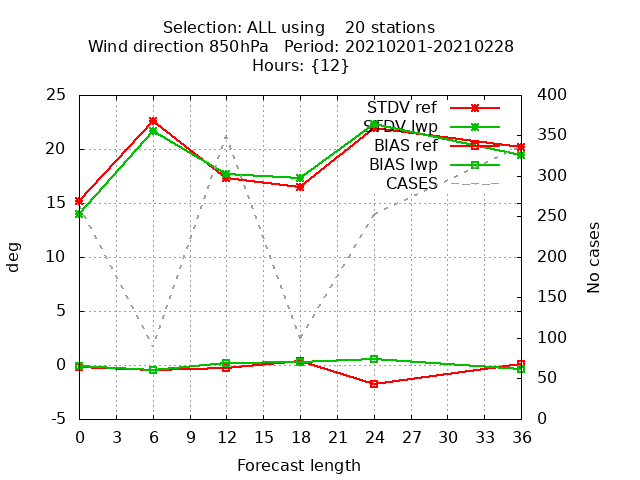 Selection: ALL using 20 stations
Wind direction 850hPa Period: 20210201-20210228
Hours: {12}
25
20
15
10
5
0
-5
deg
400
350
300
250
200
150
100
50
0
No cases
STDV ref
STDV lwp
BIAS ref
BIAS lwp
CASES
0 3 6 9 12 15 18 21 24 27 30 33 36
Forecast length